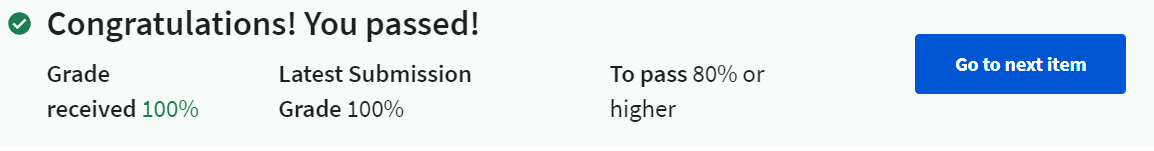 Congratulations! You passed!
Grade received 100%
Latest Submission Grade 100%
To pass 80% or higher
Go to next item